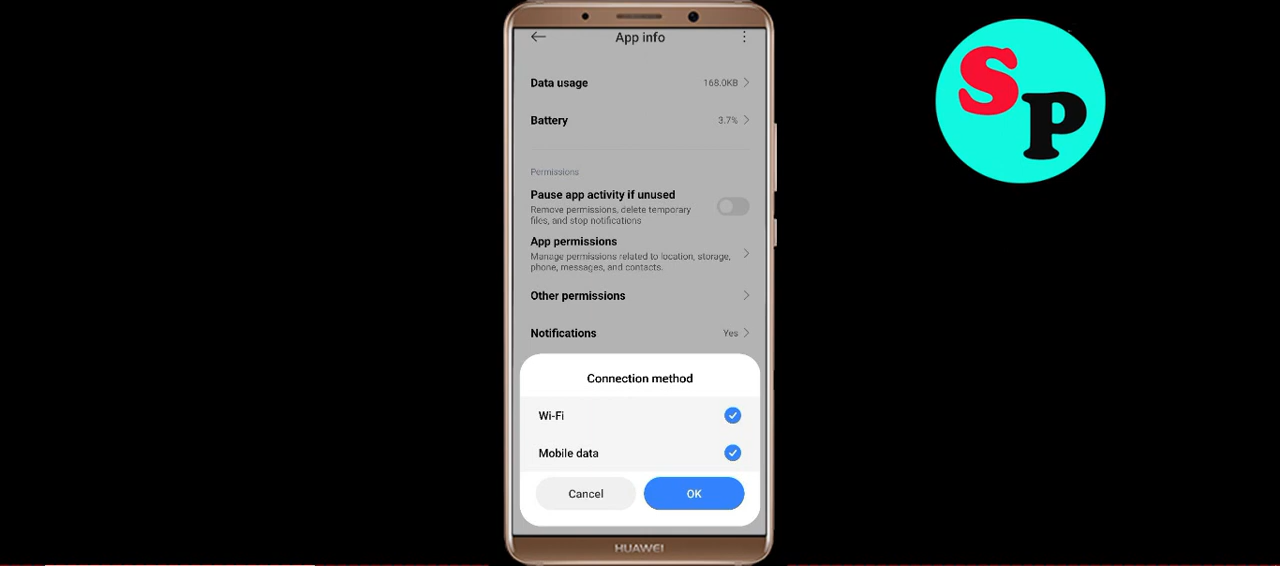 App info
Data usage 168.0KB
Battery 3.7%
Permissions
Pause app activity if unused
Remove permissions, delete temporary
files, and stop notifications
App permissions
Manage permissions related to location, storage,
phone, messages, and contacts.
Other permissions
Notifications Yes
Connection method
Wi-Fi
Mobile data
Cancel OK
HUAWEI
SP